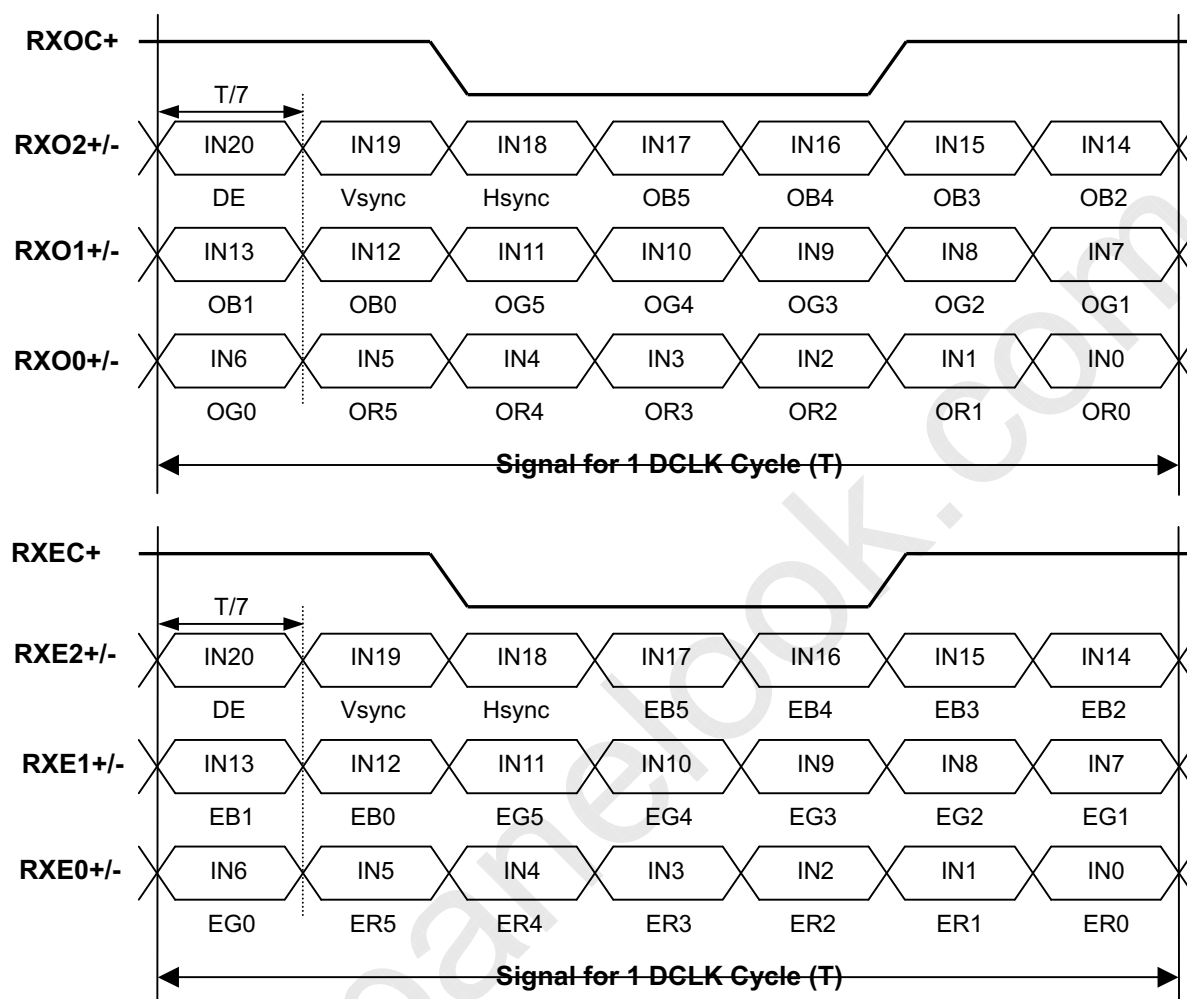 RXOC+
T/7
RXO2+/- IN20 IN19 IN18 IN17 IN16 IN15 IN14
DE Vsync Hsync OB5 OB4 OB3 OB2
RXO1+/- IN13 IN12 IN11 IN10 IN9 IN8 IN7
OB1 OB0 OG5 OG4 OG3 OG2 OG1
RXO0+/- IN6 IN5 IN4 IN3 IN2 IN1 IN0
OG0 OR5 OR4 OR3 OR2 OR1 OR0
Signal for 1 DCLK Cycle (T)
RXEC+
T/7
RXE2+/- IN20 IN19 IN18 IN17 IN16 IN15 IN14
DE Vsync Hsync EB5 EB4 EB3 EB2
RXE1+/- IN13 IN12 IN11 IN10 IN9 IN8 IN7
EB1 EB0 EG5 EG4 EG3 EG2 EG1
RXE0+/- IN6 IN5 IN4 IN3 IN2 IN1 IN0
EG0 ER5 ER4 ER3 ER2 ER1 ER0
Signal for 1 DCLK Cycle (T)
panelook.com